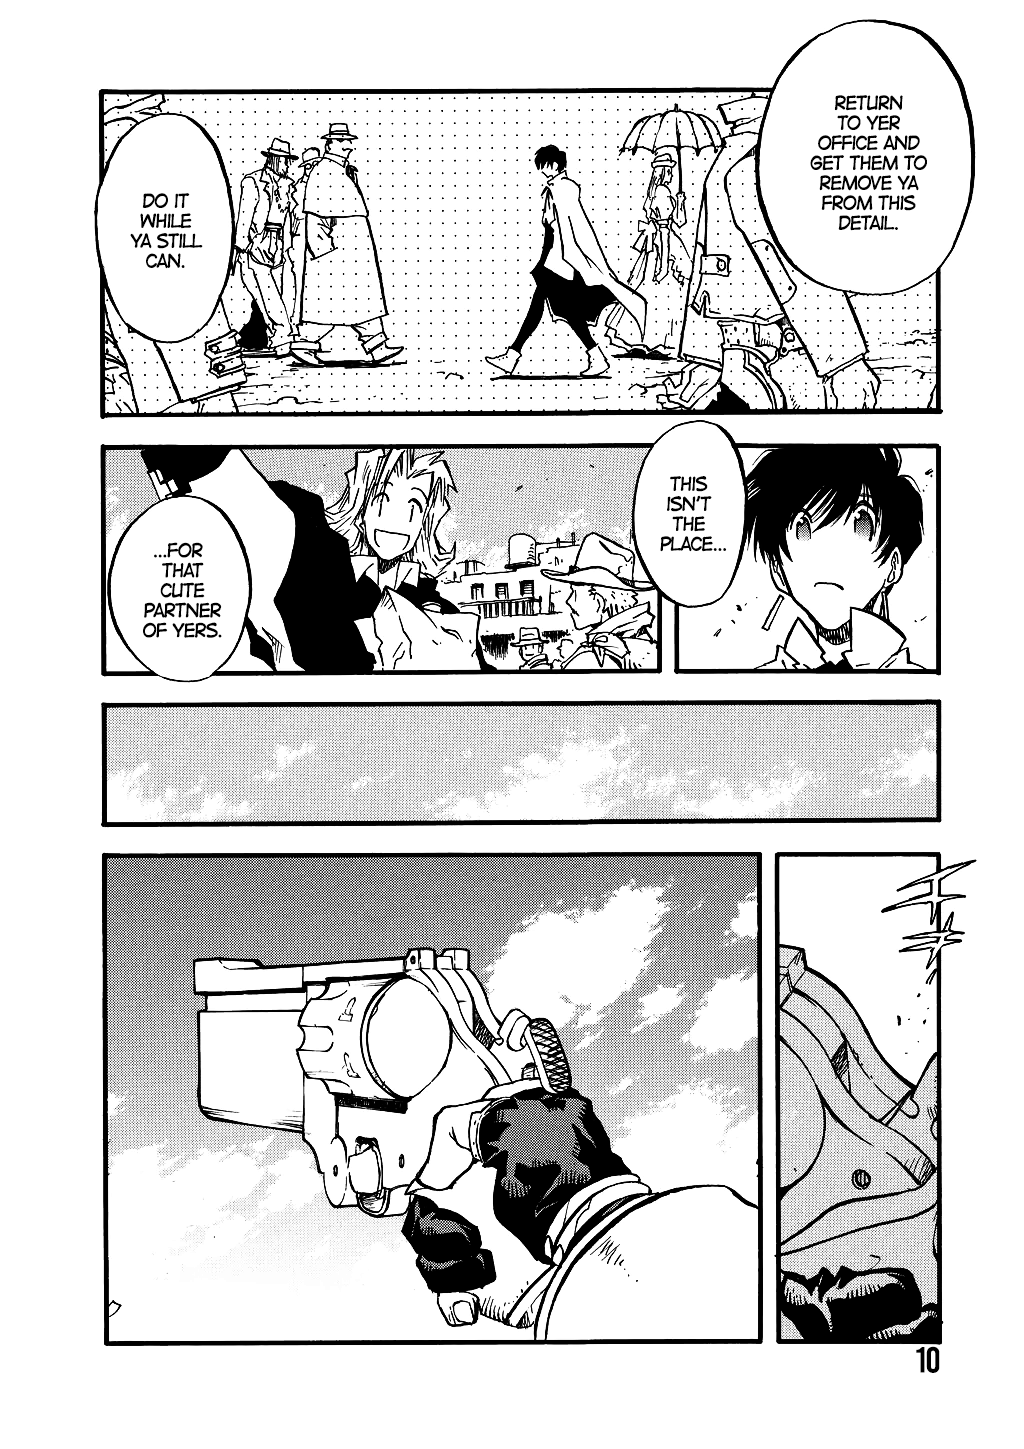 RETURN
TO YER
OFFICE AND
GET THEM TO
REMOVE YA
FROM THIS
DETAIL.
DO IT
WHILE
YA STILL
CAN.
THIS
ISN'T
THE
PLACE...
...FOR
THAT
CUTE
PARTNER
OF YERS.
10